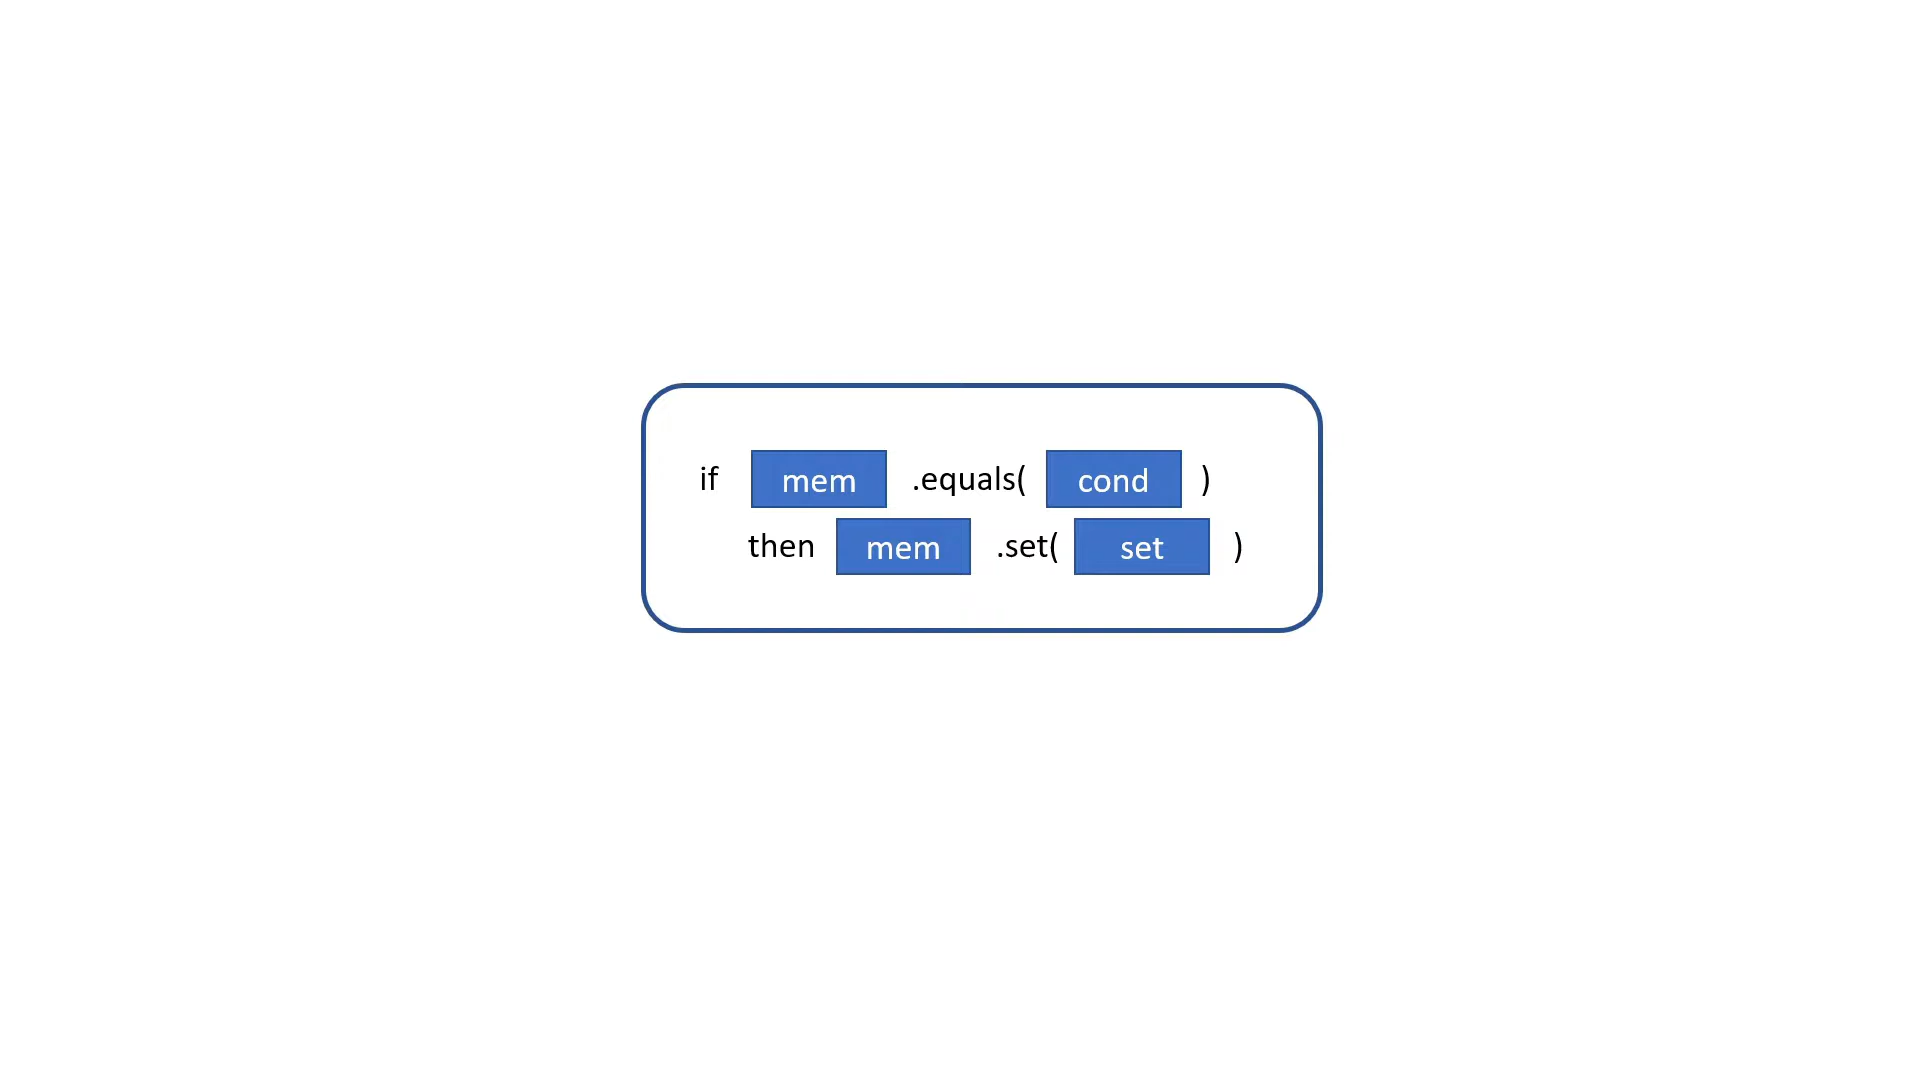 if mem .equals( cond )
then mem .set( set )